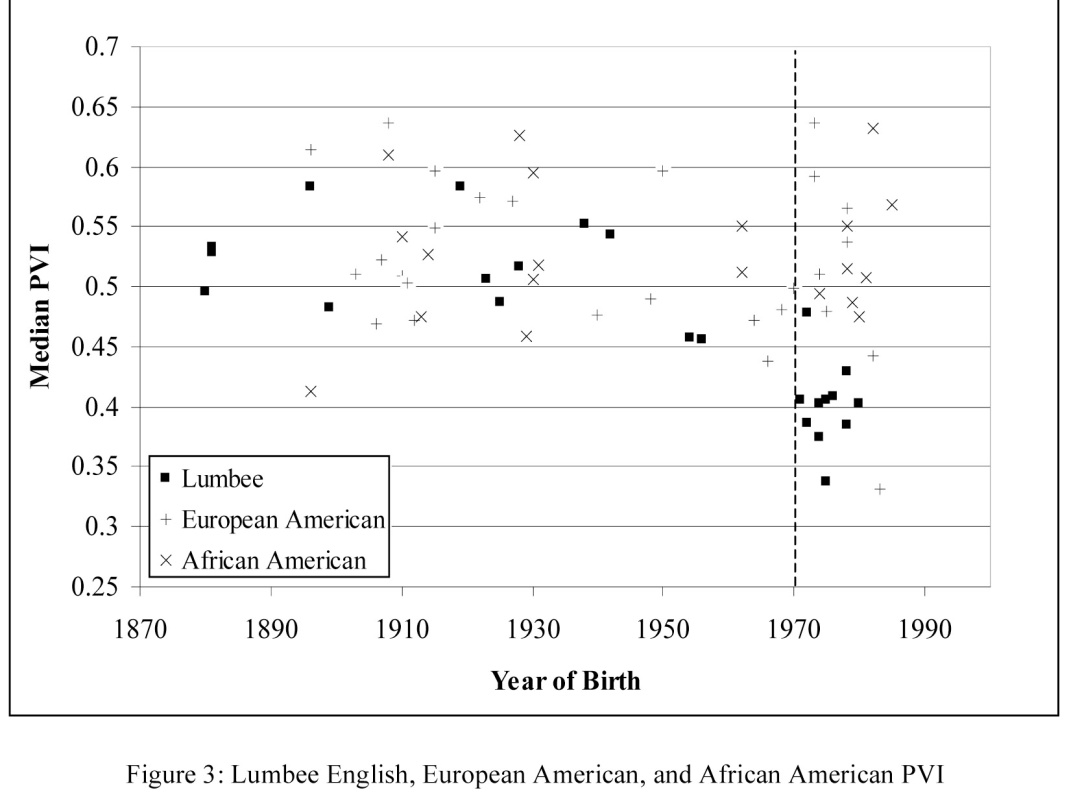 0.7
0.65
0.6
0.55
0.5
0.45
0.4
0.35
0.3
0.25
Median PVI
Lumbee
European American
African American
1870 1890 1910 1930 1950 1970 1990
Year of Birth
Figure 3: Lumbee English, European American, and African American PVI